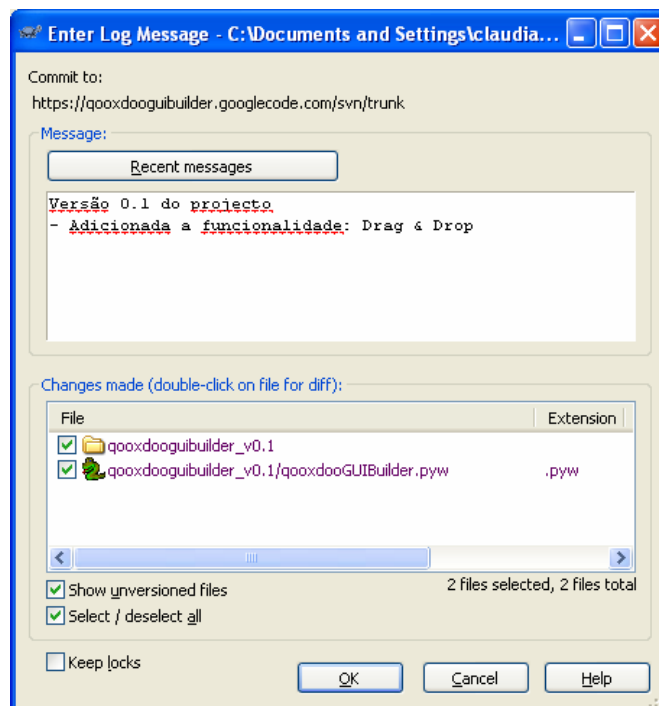 Enter Log Message - C:\Documents and Settings\claudia...
Commit to:
https://qooxdooguibuilder.googlecode.com/svn/trunk
Message:
Recent messages
Versão 0.1 do projecto
- Adicionada a funcionalidade: Drag & Drop
Changes made (double-click on file for diff):
File Extension
qooxdooguibuilder_v0.1
qooxdooguibuilder_v0.1/qooxdooGUIBuilder.pyw .pyw
Show unversioned files 2 files selected, 2 files total
Select / deselect all
Keep locks OK Cancel Help